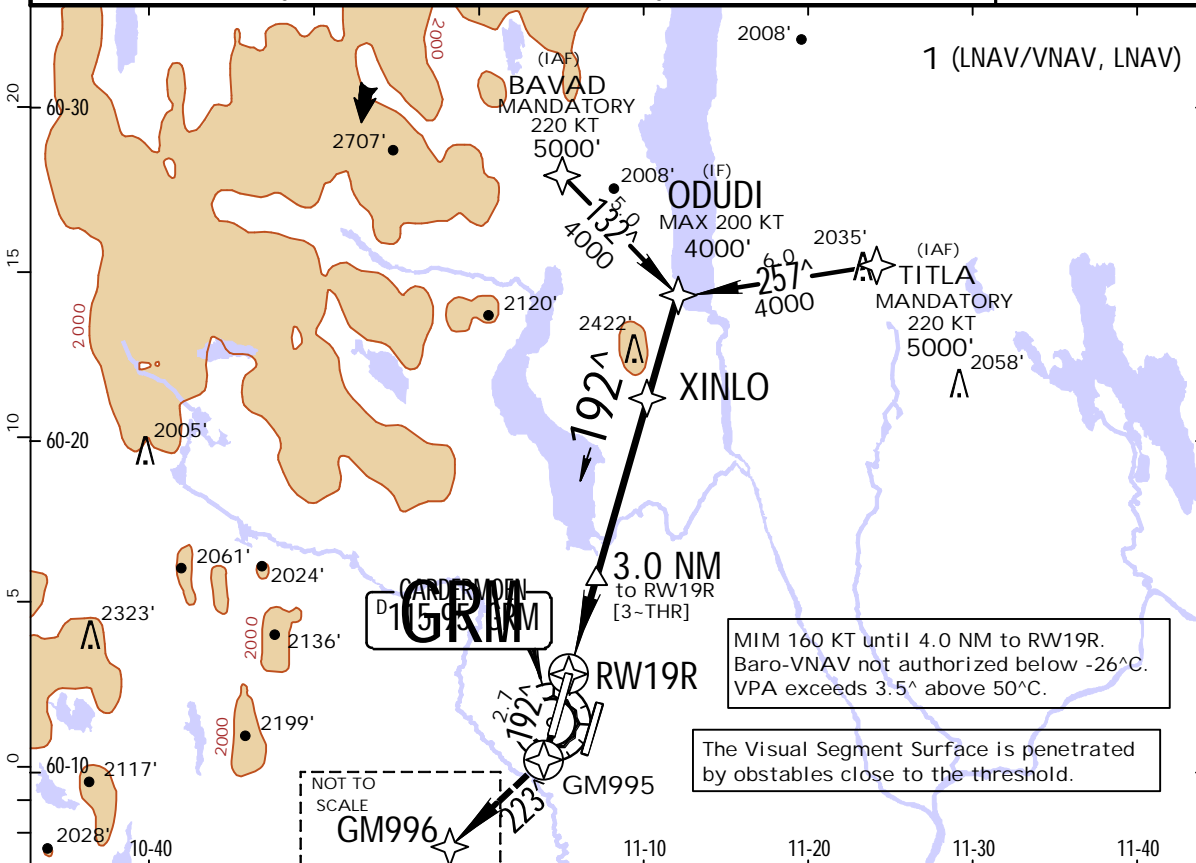 2000
2008'
1 (LNAV/VNAV, LNAV)
20
60-30
(IAF)
BAVAD
MANDATORY
220 KT
5000'
2707'
2008'
(IF)
ODUDI
MAX 200 KT
4000'
5.0
132^
4000
2035'
6.0
257^
4000
(IAF)
TITLA
MANDATORY
220 KT
5000'
15
2000
2120'
2422'
2058'
192^
XINLO
10
60-20
2005'
5
2061'
2024'
2323'
2000
2136'
GARDERMOEN
D 115.95 GRM
GRM
3.0 NM
to RW19R
[3~THR]
MIM 160 KT until 4.0 NM to RW19R.
Baro-VNAV not authorized below -26^C.
VPA exceeds 3.5^ above 50^C.
RW19R
2.7
192^
2199'
2000
The Visual Segment Surface is penetrated
by obstables close to the threshold.
0
60-10
2117'
GM995
223^
NOT TO
SCALE
GM996
2028'
10-40
11-10
11-20
11-40
11-30